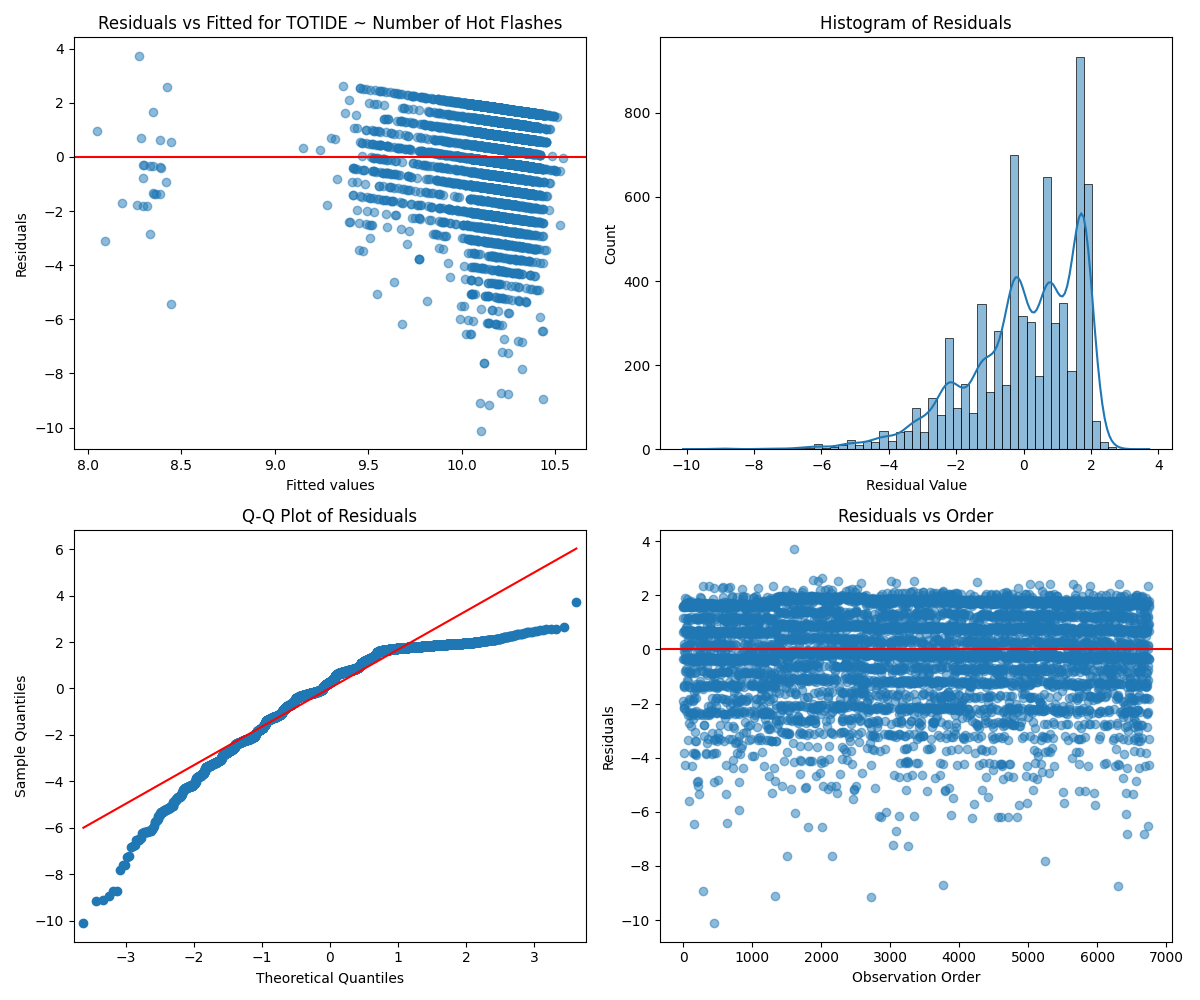 Residuals vs Fitted for TOTIDE ~ Number of Hot Flashes
4
2
0
−2
−4
−6
−8
−10
Residuals
8.0 8.5 9.0 9.5 10.0 10.5
Fitted values
Histogram of Residuals
800
600
400
200
0
Count
−10 −8 −6 −4 −2 0 2 4
Residual Value
Q-Q Plot of Residuals
6
4
2
0
−2
−4
−6
−8
−10
Sample Quantiles
−3 −2 −1 0 1 2 3
Theoretical Quantiles
Residuals vs Order
4
2
0
−2
−4
−6
−8
−10
Residuals
0 1000 2000 3000 4000 5000 6000 7000
Observation Order